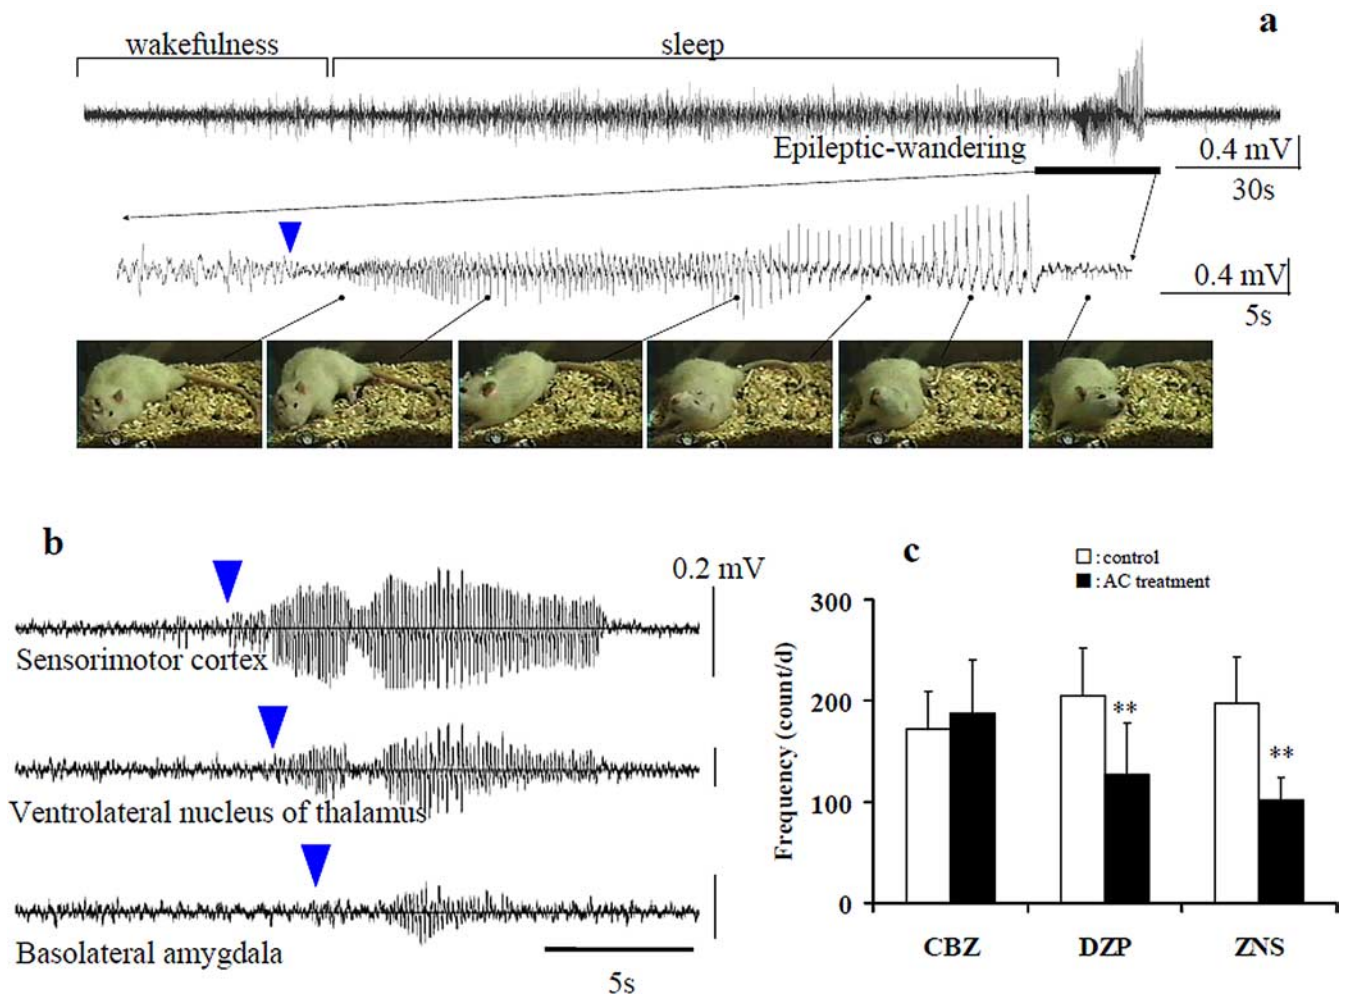 a
wakefulness
sleep
Epileptic-wandering
0.4 mV
30s
0.4 mV
5s
b
0.2 mV
Sensorimotor cortex
Ventrolateral nucleus of thalamus
Basolateral amygdala
5s
c
: control
: AC treatment
Frequency (count/d)
300
200
100
0
**
**
CBZ
DZP
ZNS